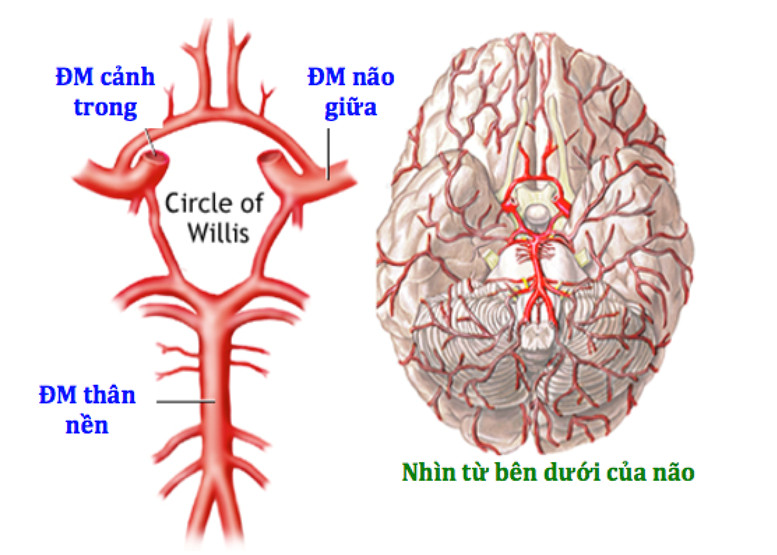 ĐM cảnh
trong
ĐM não
giữa
Circle of
Willis
ĐM thân
nền
Nhìn từ bên dưới của não